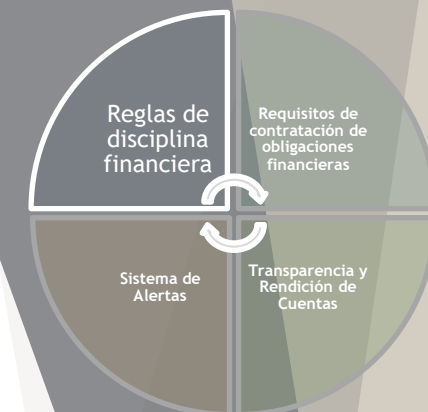 Reglas de
disciplina
financiera
Requisitos de
contratación de
obligaciones
financieras
Sistema de
Alertas
Transparencia y
Rendición de
Cuentas